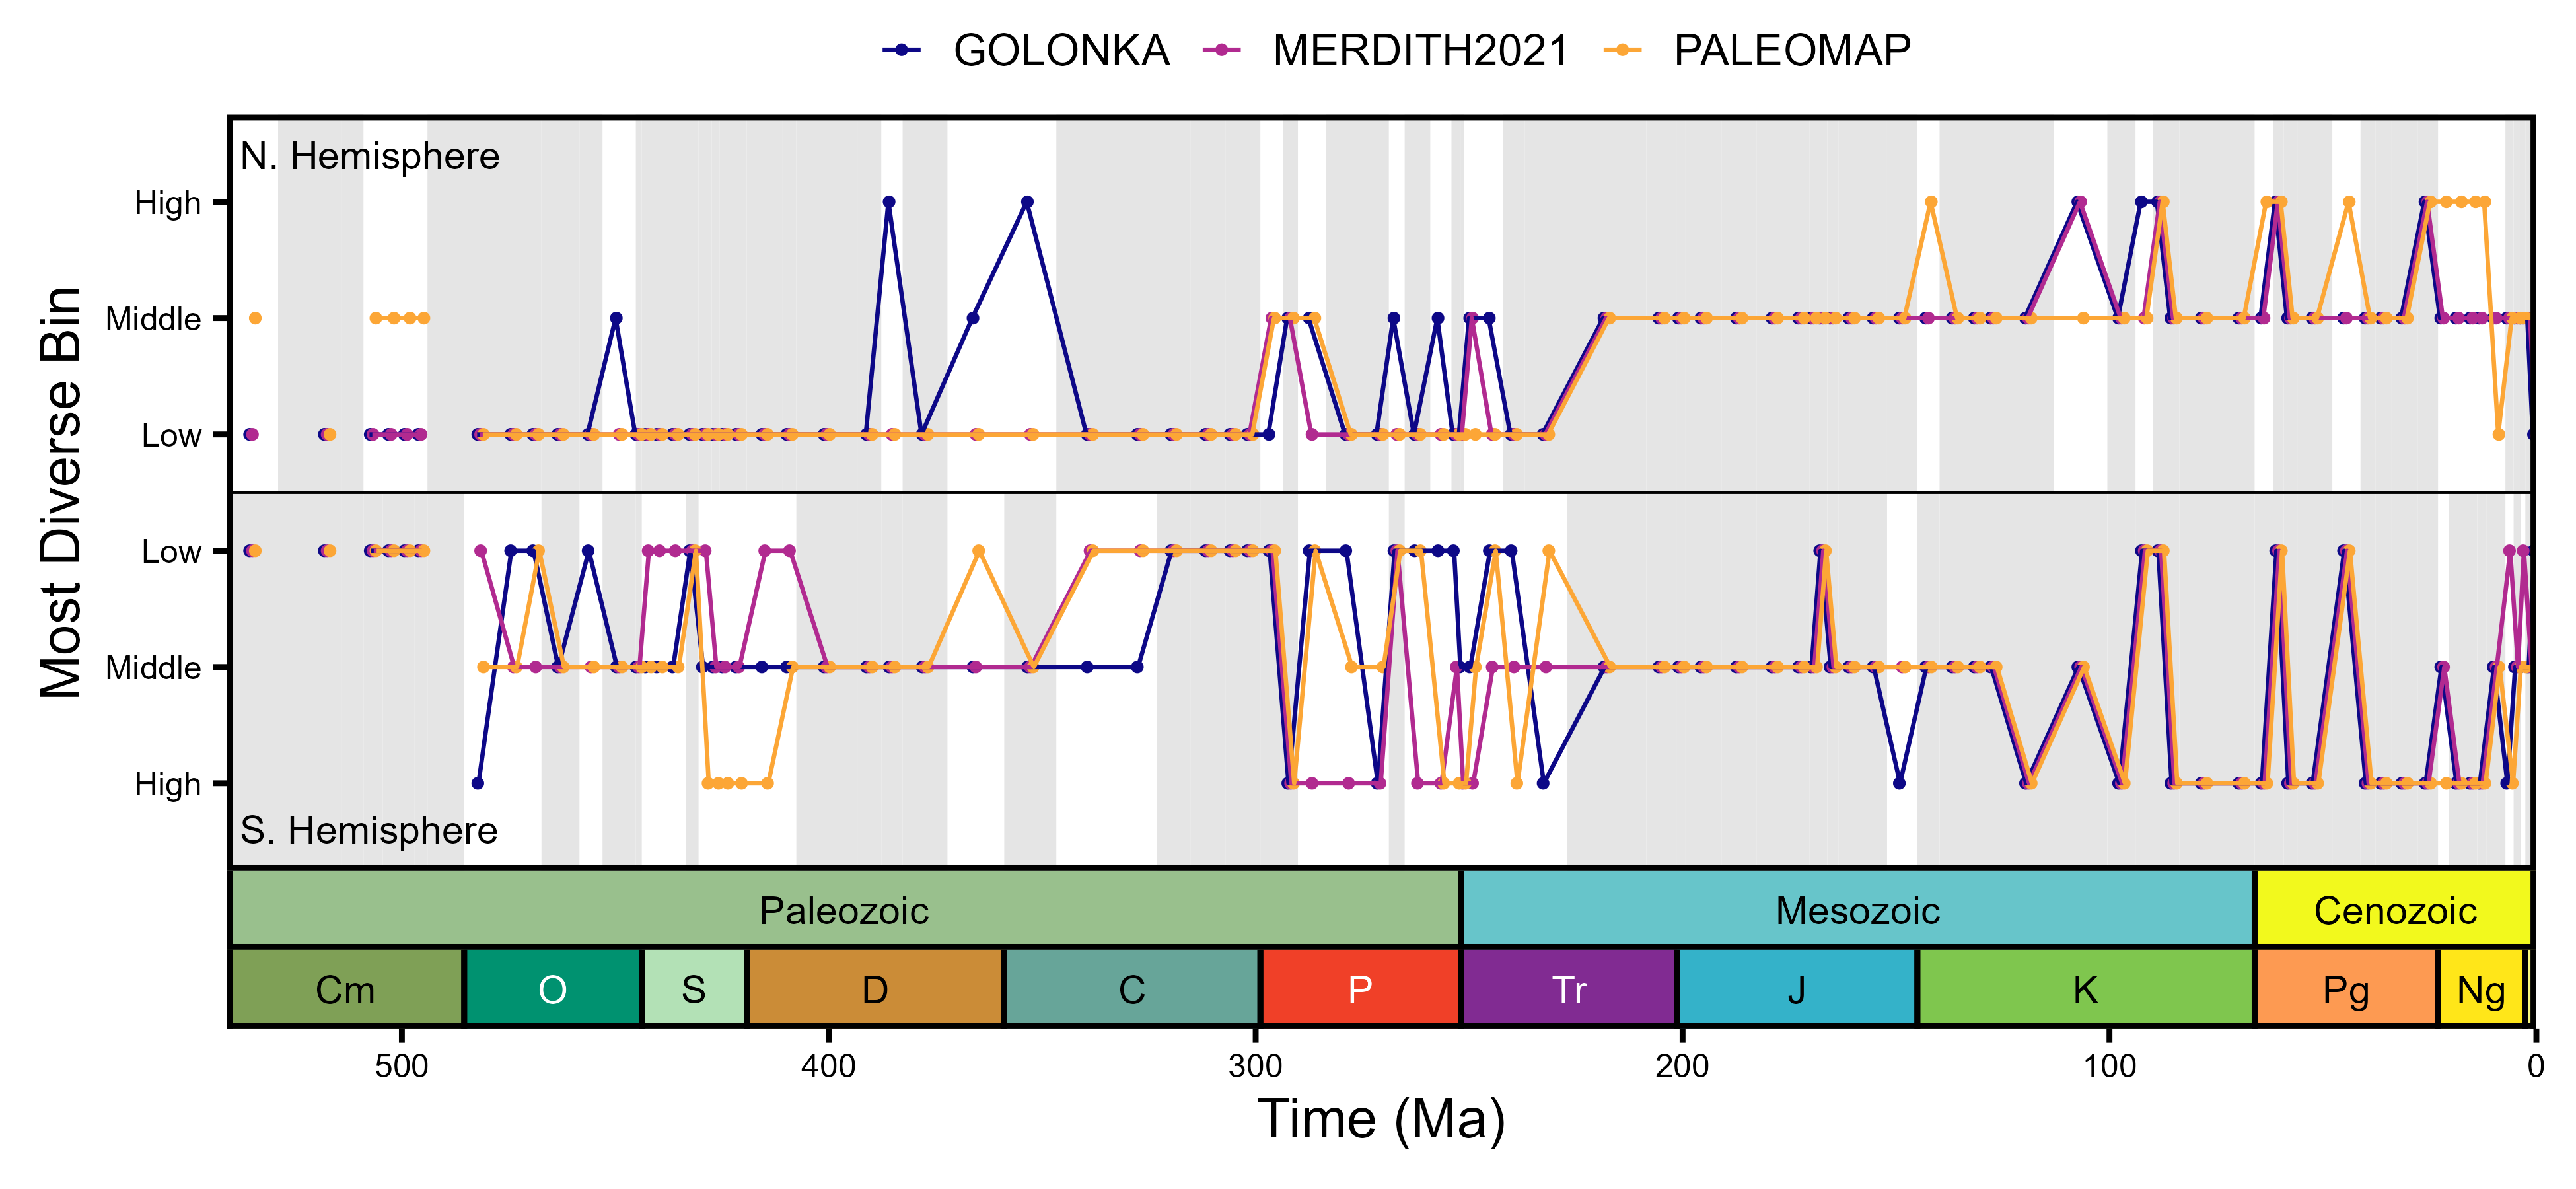 GOLONKA MERDITH2021 PALEOMAP
N. Hemisphere
High
Middle
Low
Most Diverse Bin
Low
Middle
High
S. Hemisphere
Paleozoic Mesozoic Cenozoic
Cm O S D C P Tr J K Pg Ng
500 400 300 200 100 0
Time (Ma)